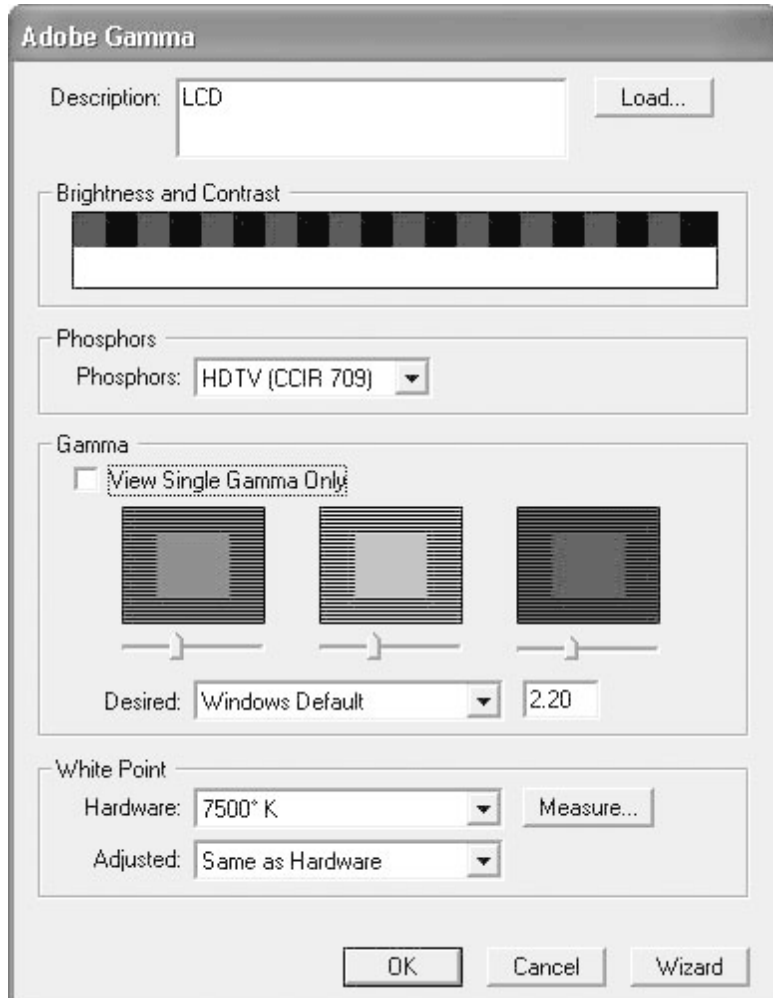 Adobe Gamma
Description: LCD Load...
Brightness and Contrast
Phosphors
Phosphors: HDTV (CCIR 709)
Gamma
View Single Gamma Only
Desired: Windows Default 2.20
White Point
Hardware: 7500° K Measure...
Adjusted: Same as Hardware
OK Cancel Wizard